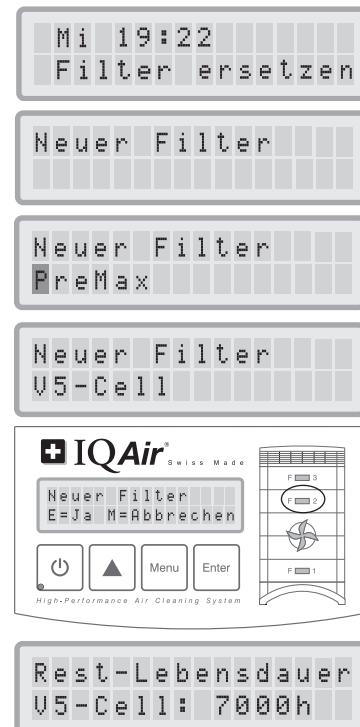 Mi 19:22
Filter ersetzen
Neuer Filter
Neuer Filter
PreMax
Neuer Filter
V5-Cell
IQAir® Swiss Made
Neuer Filter
E=Ja M=Abbrechen
F 3
F 2
F 1
Menu Enter
High-Performance Air Cleaning System
Rest-Lebensdauer
V5-Cell: 7000h